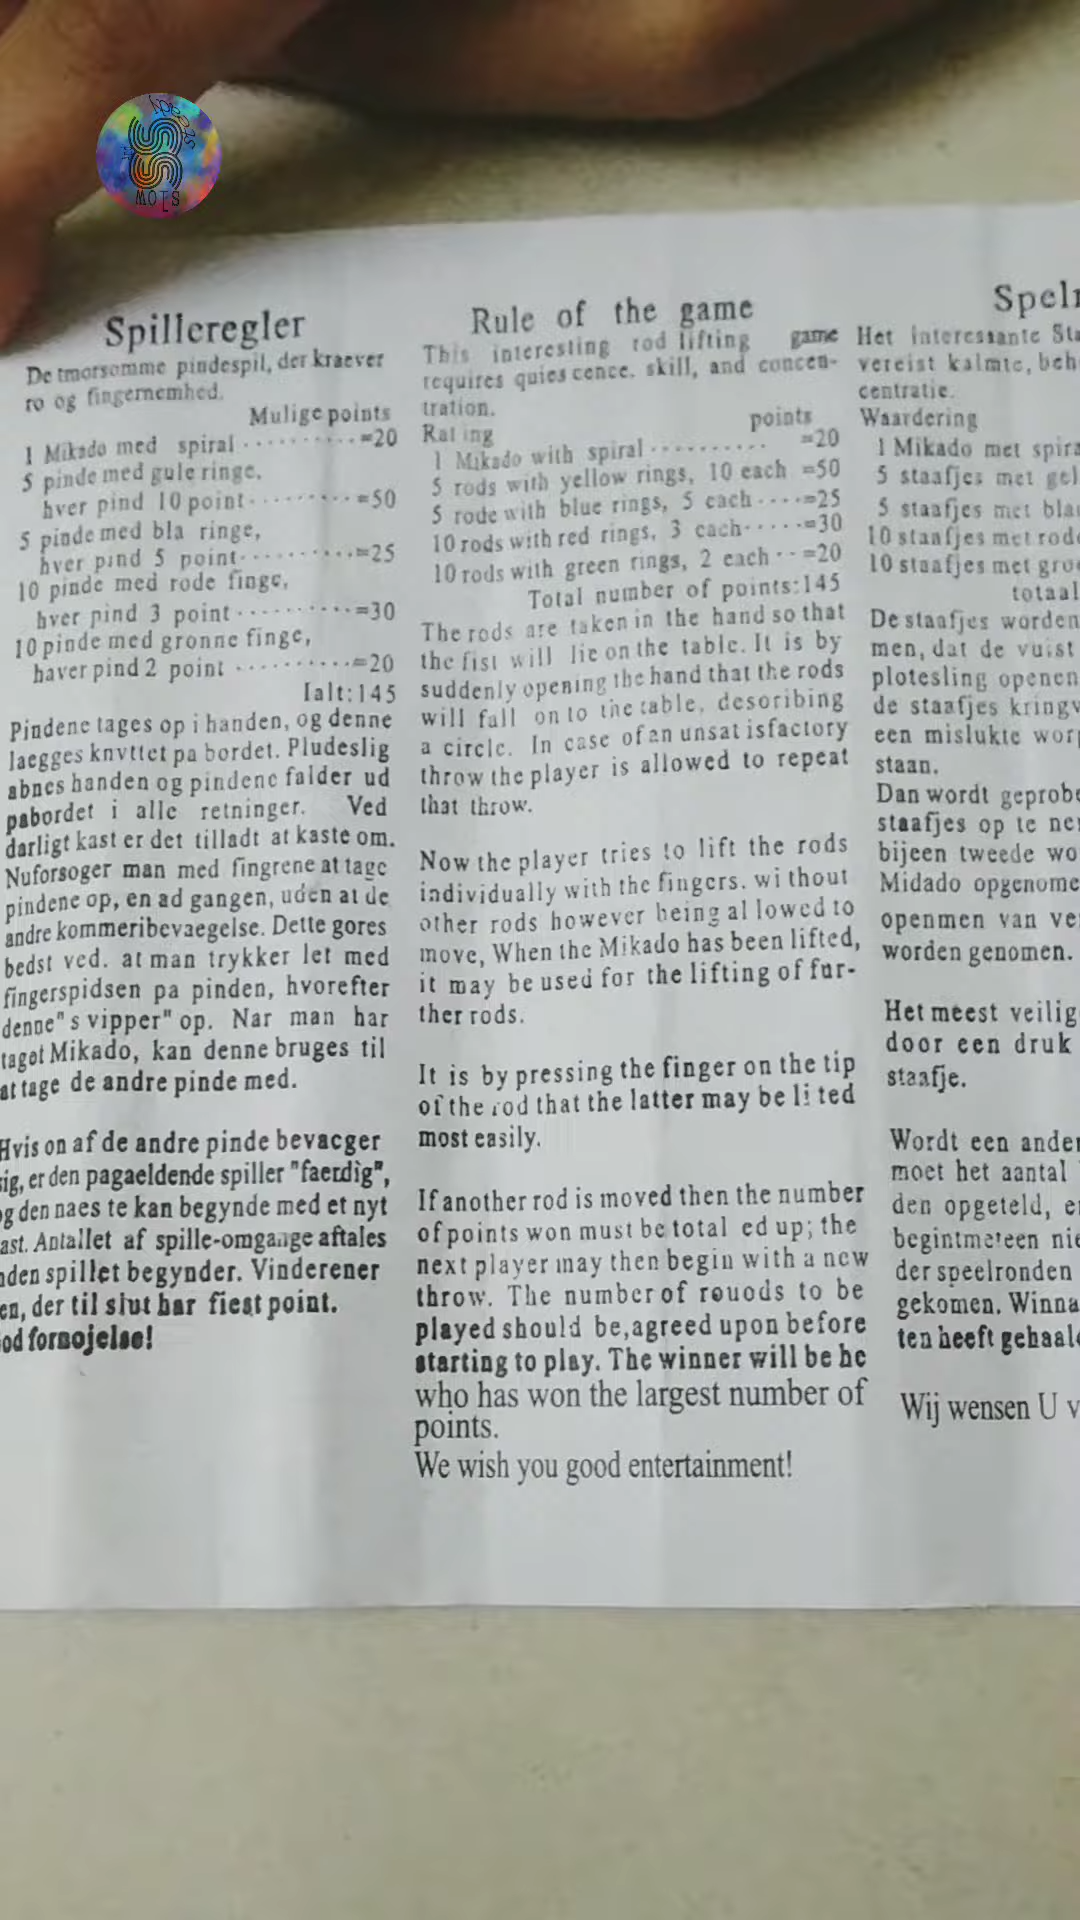 Steady
SS
Slow
Spilleregler
De tmorsomme pindespil, der kraever
ro og fingernemhed.
Mulige points
1 Mikado med spiral ·········· =20
5 pinde med gule ringe,
hver pind 10 point ········· =50
5 pinde med bla ringe,
hver pind 5 point ·········· =25
10 pinde med rode finge,
hver pind 3 point ·········· =30
10 pinde med gronne finge,
haver pind 2 point ·········· =20
Ialt:145
Pindene tages op i handen, og denne
laegges knvttet pa bordet. Pludeslig
abnes handen og pindene falder ud
pabordet i alle retninger. Ved
darligt kast er det tilladt at kaste om.
Nuforsoger man med fingrene at tage
pindene op, en ad gangen, uden at de
andre kommeribevaegelse. Dette gores
bedst ved. at man trykker let med
fingerspidsen pa pinden, hvorefter
denne" s vipper" op. Nar man har
taget Mikado, kan denne bruges til
at tage de andre pinde med.
Hvis on af de andre pinde bevaeger
sig, er den pagaeldende spiller "faerdig",
og den naes te kan begynde med et nyt
kast. Antallet af spille-omgange aftales
inden spillet begynder. Vinderener
en, der til slut har fiest point.
God fornojelse!
Rule of the game
This interesting rod lifting game
requires quies cence. skill, and concen-
tration.
Rating points
1 Mikado with spiral ·········· =20
5 rods with yellow rings, 10 each =50
5 rode with blue rings, 5 each ···· =25
10 rods with red rings, 3 each ····· =30
10 rods with green rings, 2 each ·· =20
Total number of points:145
The rods are taken in the hand so that
the fist will lie on the table. It is by
suddenly opening the hand that the rods
will fall on to the table, desoribing
a circle. In case of an unsat isfactory
throw the player is allowed to repeat
that throw.
Now the player tries to lift the rods
individually with the fingers. wi thout
other rods however being al lowed to
move, When the Mikado has been lifted,
it may be used for the lifting of fur-
ther rods.
It is by pressing the finger on the tip
of the rod that the latter may be li ted
most easily.
If another rod is moved then the number
of points won must be total ed up; the
next player may then begin with a new
throw. The number of rouods to be
played should be,agreed upon before
starting to play. The winner will be he
who has won the largest number of
points.
We wish you good entertainment!
Het interessante
vereist kalmte,
centratie.
Waardering
1 Mikado met
5 staafjes met
5 staafjes met
10 staafjes met
10 staafjes met
totaal
De staafjes worden
men, dat de vuist
plotesling openen
de staafjes
een mislukte
staan.
Dan wordt
staafjes op te
bijeen tweede
Midado
openmen van
worden genomen.
Het meest
door een druk
staafje.
Wordt een
moet het aantal
den opgeteld,
begintmeteen
der speelronden
gekomen.
ten heeft
Wij wensen U